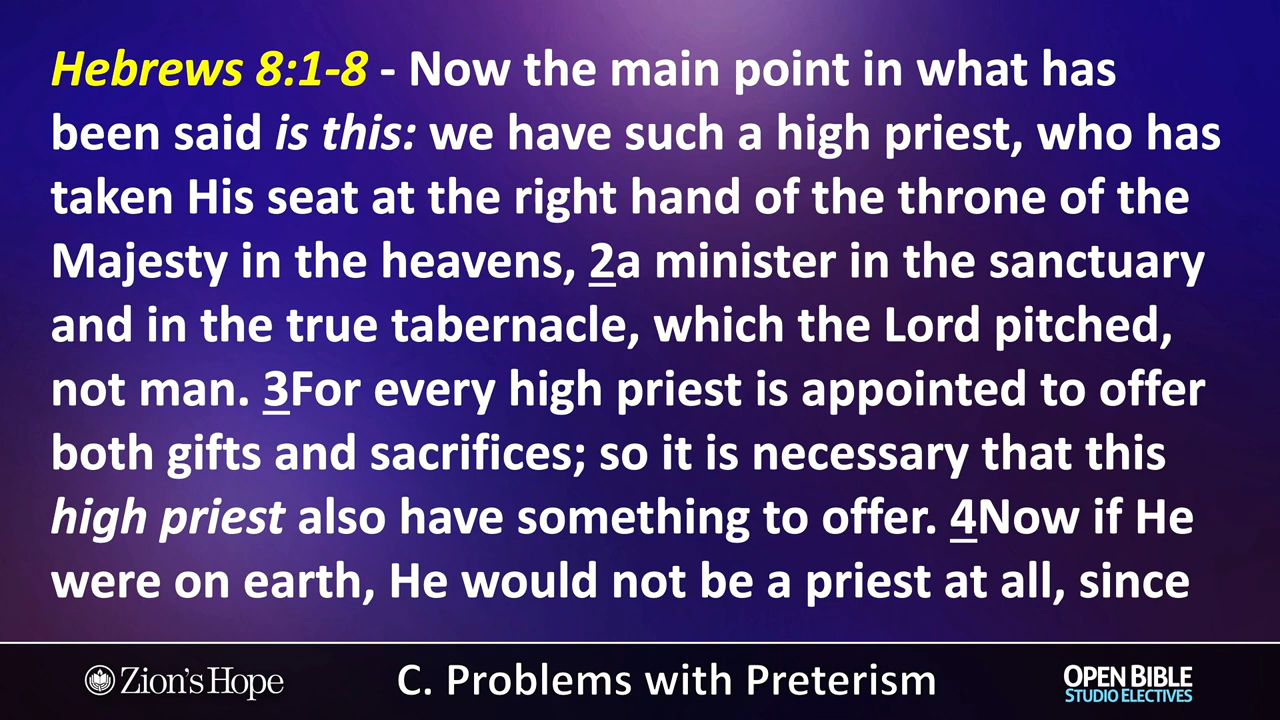 Hebrews 8:1-8 - Now the main point in what has
been said is this: we have such a high priest, who has
taken His seat at the right hand of the throne of the
Majesty in the heavens, 2a minister in the sanctuary
and in the true tabernacle, which the Lord pitched,
not man. 3For every high priest is appointed to offer
both gifts and sacrifices; so it is necessary that this
high priest also have something to offer. 4Now if He
were on earth, He would not be a priest at all, since
Zion's Hope
C. Problems with Preterism
OPEN BIBLE
STUDIO ELECTIVES